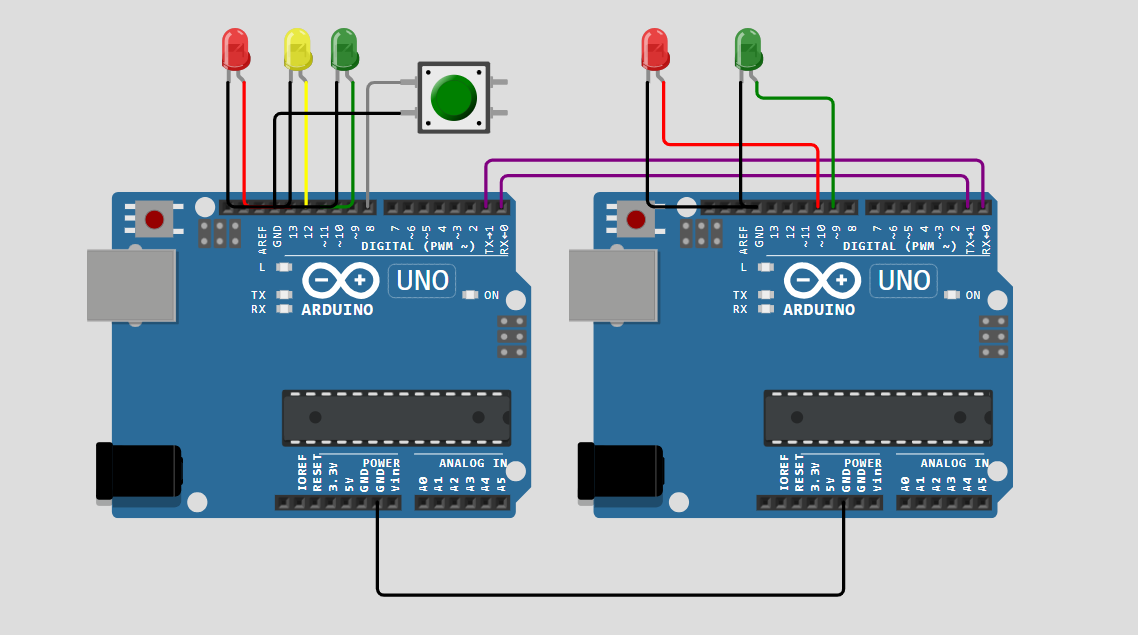 AREF GND 13 12 ~11 ~10 ~9 8 7 ~6 ~5 4 ~3 2 TX→1 RX←0
DIGITAL (PWM ~)
L
TX
RX
UNO
ON
ARDUINO
IOREF RESET 3.3V 5V GND GND Vin A0 A1 A2 A3 A4 A5
POWER ANALOG IN
AREF GND 13 12 ~11 ~10 ~9 8 7 ~6 ~5 4 ~3 2 TX→1 RX←0
DIGITAL (PWM ~)
L
TX
RX
UNO
ON
ARDUINO
IOREF RESET 3.3V 5V GND GND Vin A0 A1 A2 A3 A4 A5
POWER ANALOG IN